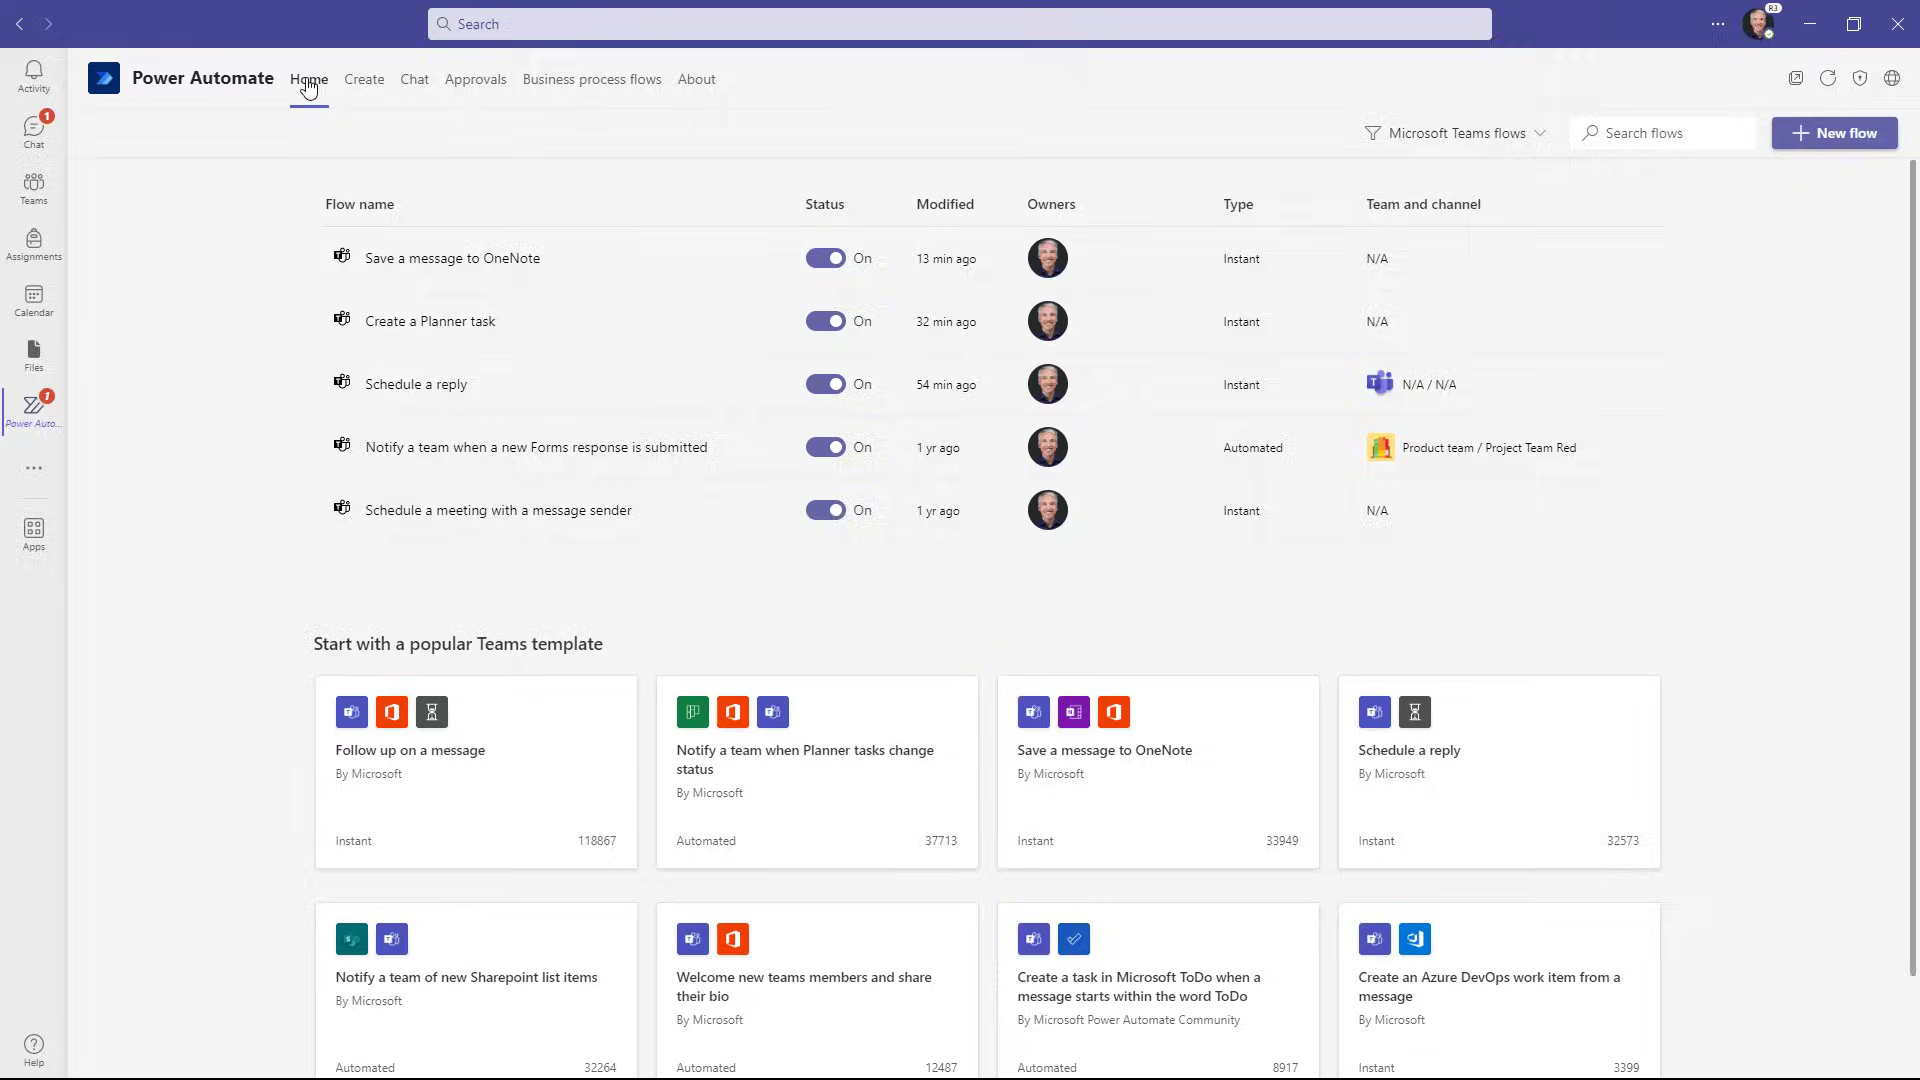 Search
R3
Activity
1
Chat
Teams
Assignments
Calendar
Files
1
Power Auto...
Apps
Help
Power Automate
Home
Create
Chat
Approvals
Business process flows
About
Microsoft Teams flows
Search flows
New flow
Flow name
Status
Modified
Owners
Type
Team and channel
Save a message to OneNote
On
13 min ago
Instant
N/A
Create a Planner task
On
32 min ago
Instant
N/A
Schedule a reply
On
54 min ago
Instant
N/A / N/A
Notify a team when a new Forms response is submitted
On
1 yr ago
Automated
Product team / Project Team Red
Schedule a meeting with a message sender
On
1 yr ago
Instant
N/A
Start with a popular Teams template
Follow up on a message
By Microsoft
Instant
118867
Notify a team when Planner tasks change
status
By Microsoft
Automated
37713
Save a message to OneNote
By Microsoft
Instant
33949
Schedule a reply
By Microsoft
Instant
32573
Notify a team of new Sharepoint list items
By Microsoft
Automated
32264
Welcome new teams members and share
their bio
By Microsoft
Automated
12487
Create a task in Microsoft ToDo when a
message starts within the word ToDo
By Microsoft Power Automate Community
Automated
8917
Create an Azure DevOps work item from a
message
By Microsoft
Instant
3399